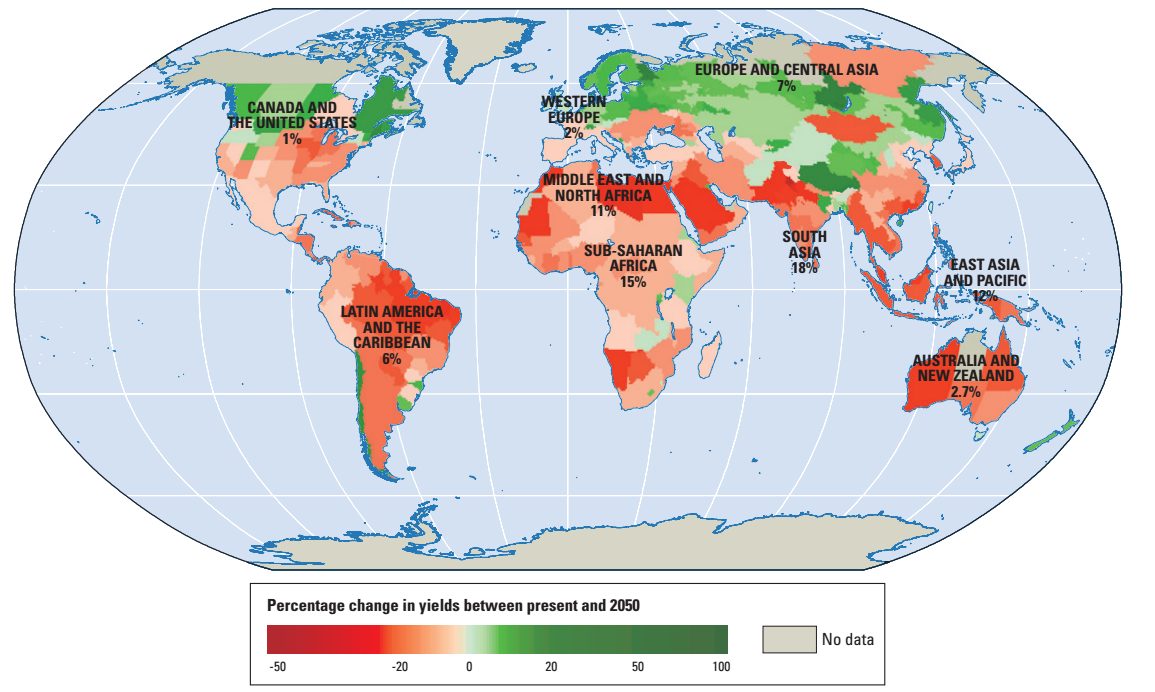 EUROPE AND CENTRAL ASIA
7%
CANADA AND
THE UNITED STATES
1%
WESTERN
EUROPE
2%
MIDDLE EAST AND
NORTH AFRICA
11%
SUB-SAHARAN
AFRICA
15%
SOUTH
ASIA
18%
EAST ASIA
AND PACIFIC
12%
LATIN AMERICA
AND THE
CARIBBEAN
6%
AUSTRALIA AND
NEW ZEALAND
2.7%
Percentage change in yields between present and 2050
-50 -20 0 20 50 100
No data